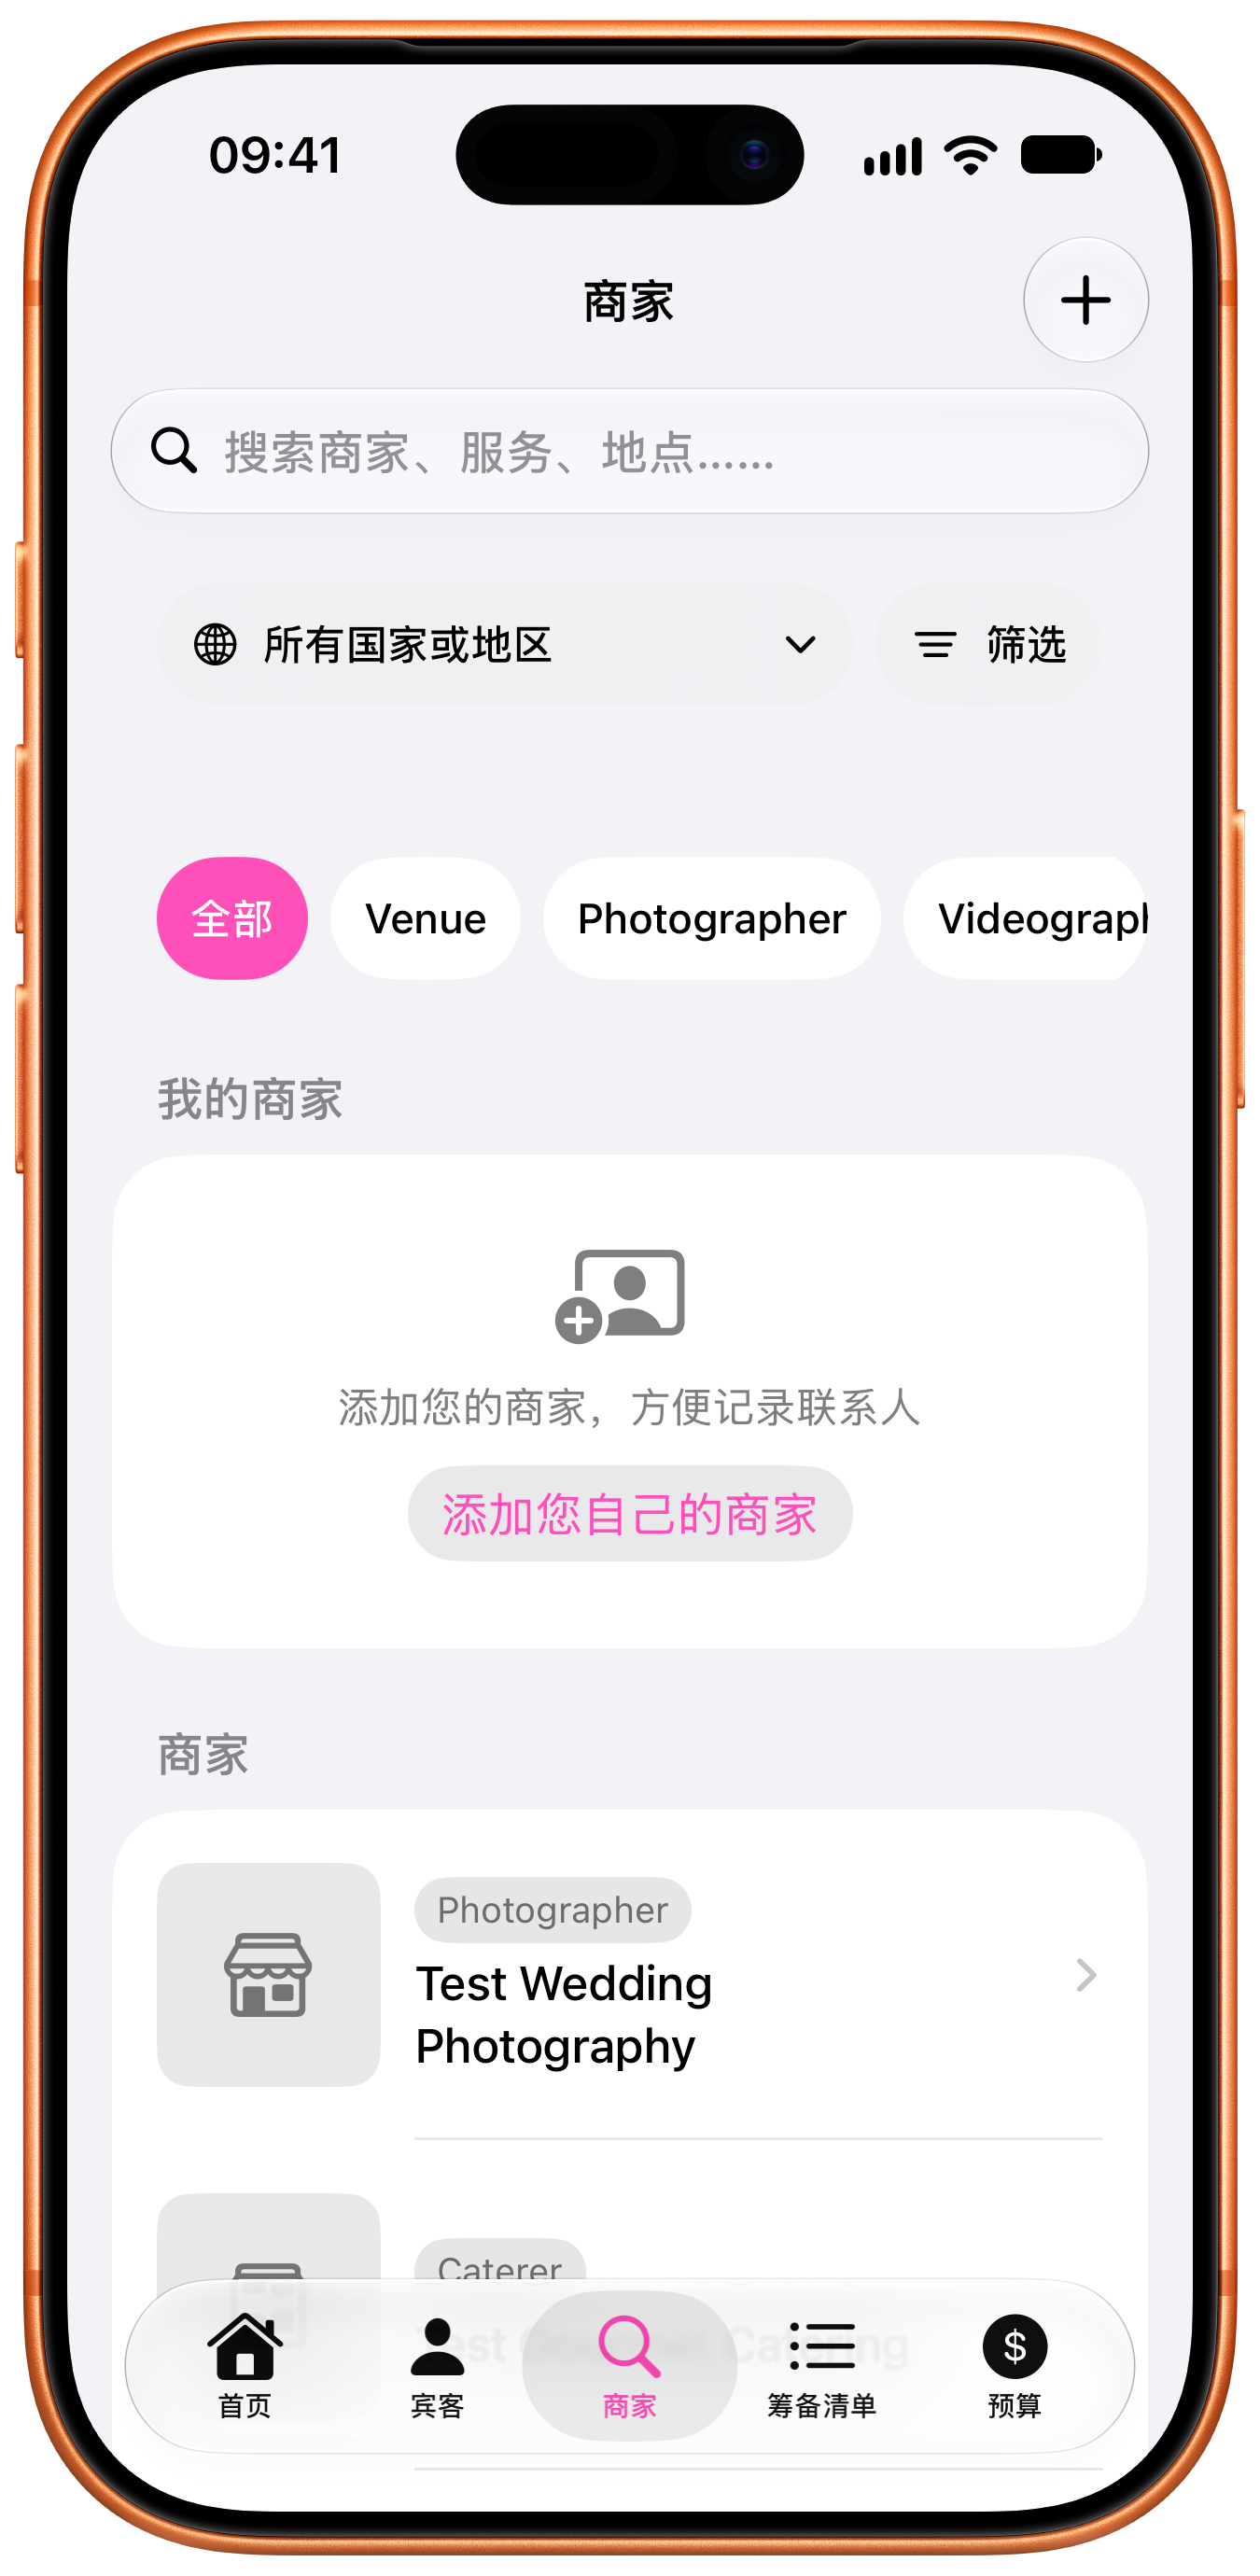 09:41
商家
搜索商家、服务、地点……
所有国家或地区
筛选
全部
Venue
Photographer
Videograph
我的商家
添加您的商家，方便记录联系人
添加您自己的商家
商家
Photographer
Test Wedding
Photography
Caterer
Test Catering
首页
宾客
商家
筹备清单
预算